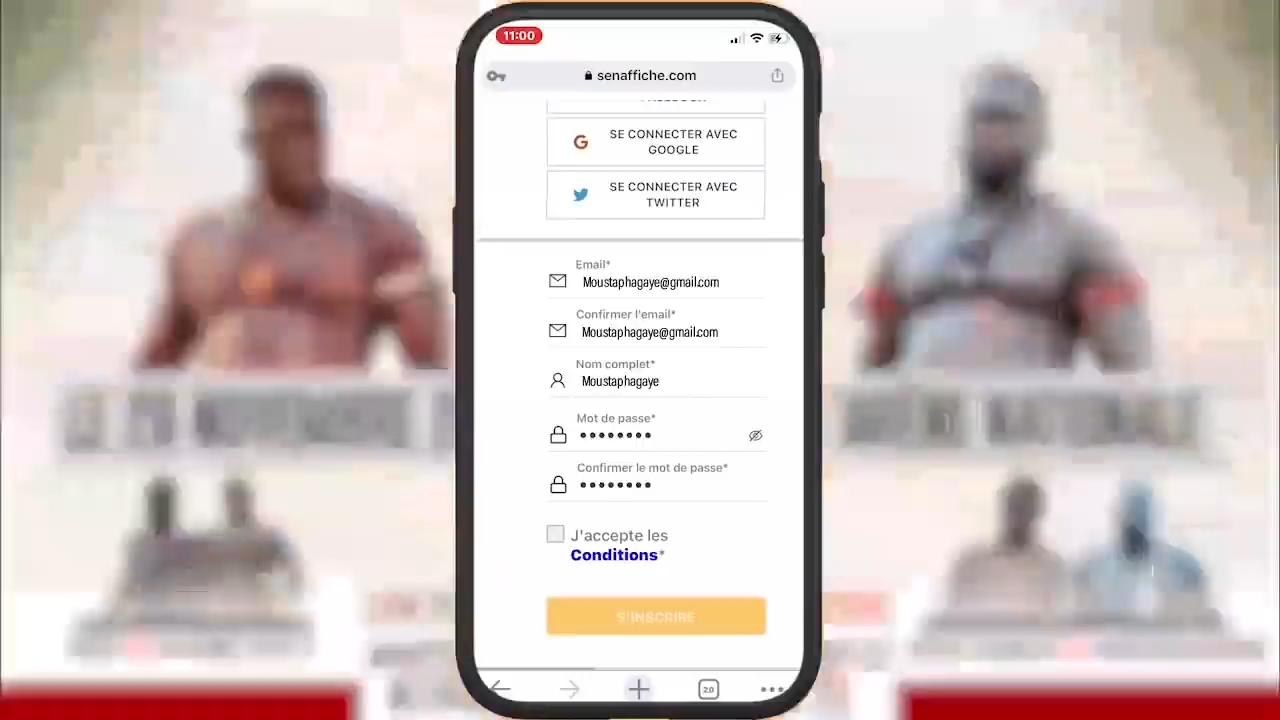 11:00
senaffiche.com
SE CONNECTER AVEC
GOOGLE
SE CONNECTER AVEC
TWITTER
Email*
Moustaphagaye@gmail.com
Confirmer l'email*
Moustaphagaye@gmail.com
Nom complet*
Moustaphagaye
Mot de passe*
Confirmer le mot de passe*
J'accepte les
Conditions*
S'INSCRIRE